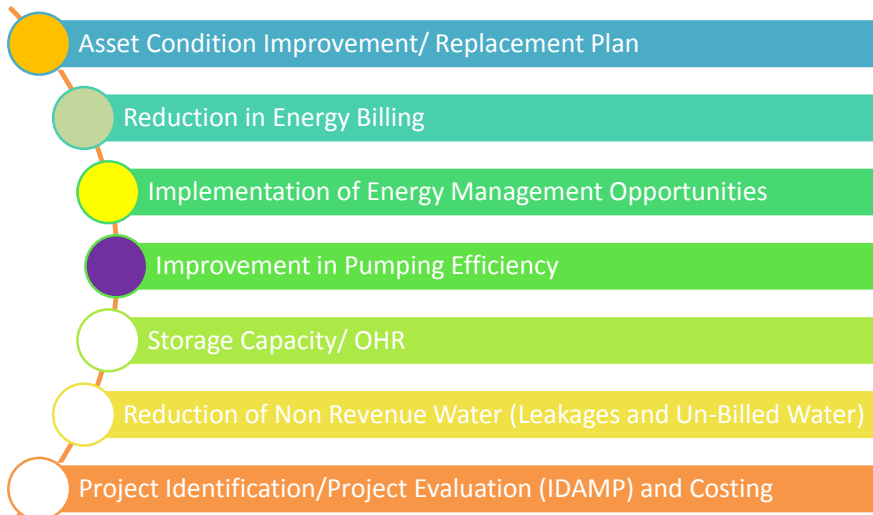 Asset Condition Improvement/ Replacement Plan
Reduction in Energy Billing
Implementation of Energy Management Opportunities
Improvement in Pumping Efficiency
Storage Capacity/ OHR
Reduction of Non Revenue Water (Leakages and Un-Billed Water)
Project Identification/Project Evaluation (IDAMP) and Costing